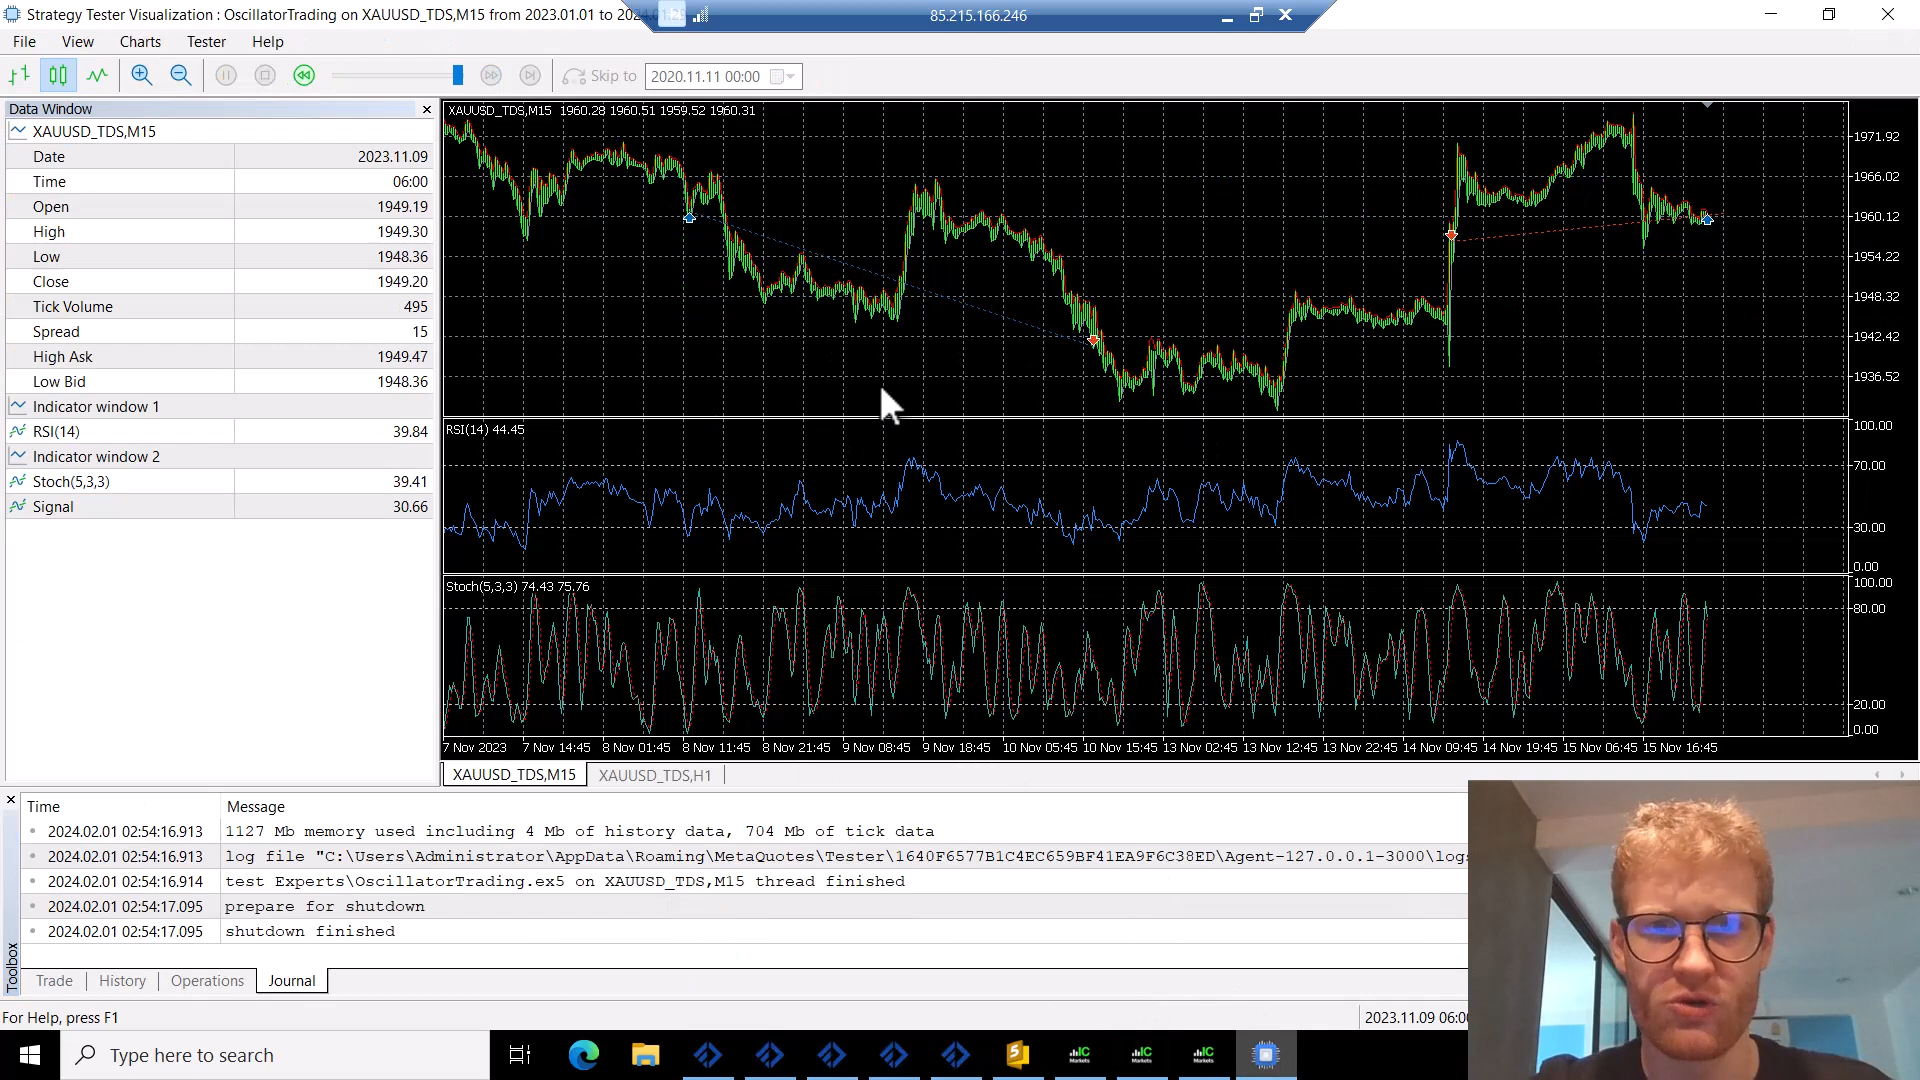 Strategy Tester Visualization : OscillatorTrading on XAUUSD_TDS,M15 from 2023.01.01 to 2024.01.
85.215.166.246
File View Charts Tester Help
Skip to 2020.11.11 00:00
Data Window
XAUUSD_TDS,M15
Date 2023.11.09
Time 06:00
Open 1949.19
High 1949.30
Low 1948.36
Close 1949.20
Tick Volume 495
Spread 15
High Ask 1949.47
Low Bid 1948.36
Indicator window 1
RSI(14) 39.84
Indicator window 2
Stoch(5,3,3) 39.41
Signal 30.66
XAUUSD_TDS,M15 1960.28 1960.51 1959.52 1960.31
1971.92
1966.02
1960.12
1954.22
1948.32
1942.42
1936.52
RSI(14) 44.45
100.00
70.00
30.00
0.00
Stoch(5,3,3) 74.43 75.76
100.00
80.00
20.00
0.00
7 Nov 2023 7 Nov 14:45 8 Nov 01:45 8 Nov 11:45 8 Nov 21:45 9 Nov 08:45 9 Nov 18:45 10 Nov 05:45 10 Nov 15:45 13 Nov 02:45 13 Nov 12:45 13 Nov 22:45 14 Nov 09:45 14 Nov 19:45 15 Nov 06:45 15 Nov 16:45
XAUUSD_TDS,M15 XAUUSD_TDS,H1
Time Message
2024.02.01 02:54:16.913 1127 Mb memory used including 4 Mb of history data, 704 Mb of tick data
2024.02.01 02:54:16.913 log file "C:\Users\Administrator\AppData\Roaming\MetaQuotes\Tester\1640F6577B1C4EC659BF41EA9F6C38ED\Agent-127.0.0.1-3000\logs
2024.02.01 02:54:16.914 test Experts\OscillatorTrading.ex5 on XAUUSD_TDS,M15 thread finished
2024.02.01 02:54:17.095 prepare for shutdown
2024.02.01 02:54:17.095 shutdown finished
Toolbox
Trade History Operations Journal
For Help, press F1
2023.11.09 06:00
Type here to search
5
IC Markets
IC Markets
IC Markets